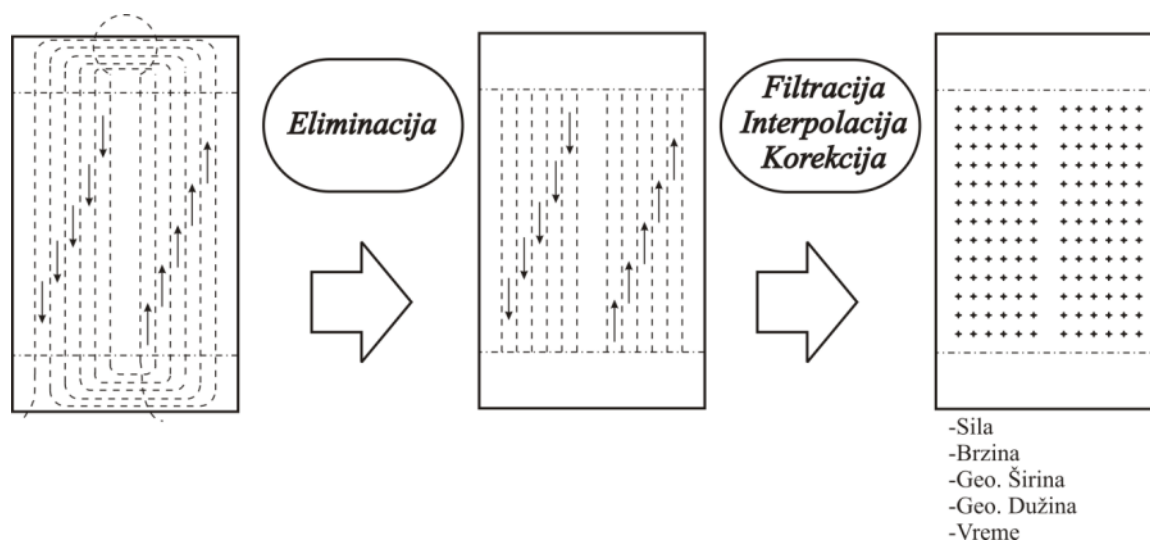 Eliminacija
Filtracija
Interpolacija
Korekcija
-Sila
-Brzina
-Geo. Širina
-Geo. Dužina
-Vreme